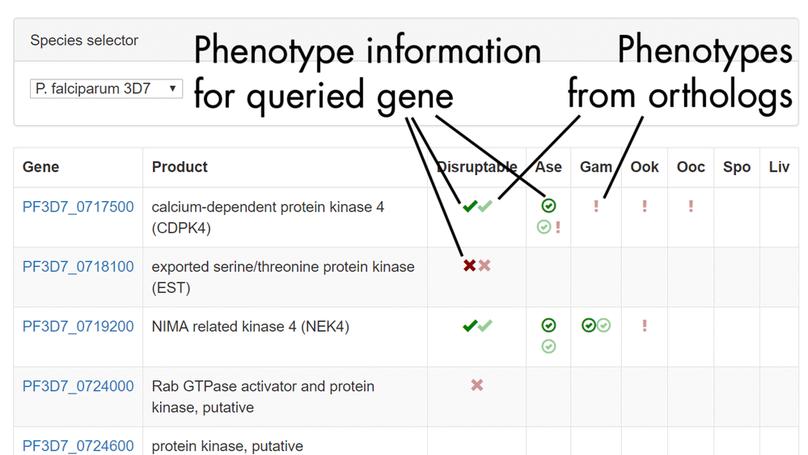 Species selector
P. falciparum 3D7
Phenotype information
for queried gene
Phenotypes
from orthologs
Gene Product Disruptable Ase Gam Ook Ooc Spo Liv
PF3D7_0717500 calcium-dependent protein kinase 4
(CDPK4)
PF3D7_0718100 exported serine/threonine protein kinase
(EST)
PF3D7_0719200 NIMA related kinase 4 (NEK4)
PF3D7_0724000 Rab GTPase activator and protein
kinase, putative
PF3D7_0724600 protein kinase, putative